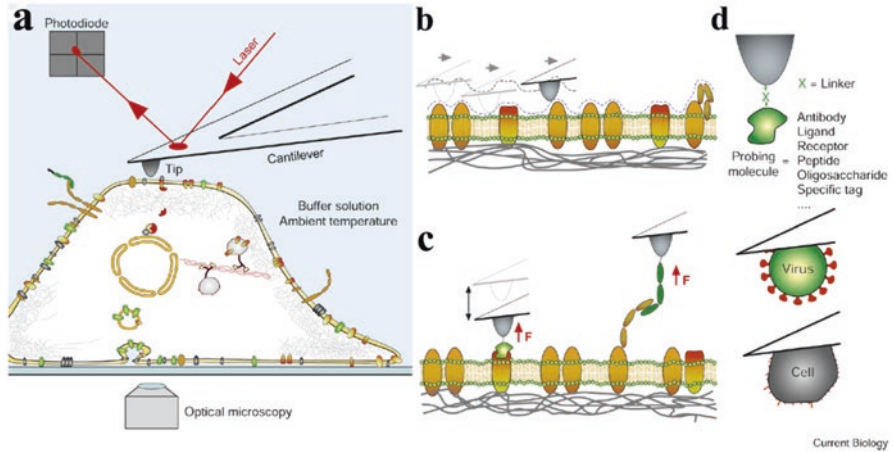 a
Photodiode
Laser
Cantilever
Tip
Buffer solution
Ambient temperature
Optical microscopy
b
c
F
F
d
X = Linker
Probing
molecule
=
Antibody
Ligand
Receptor
Peptide
Oligosaccharide
Specific tag
....
X
Virus
Cell
Current Biology